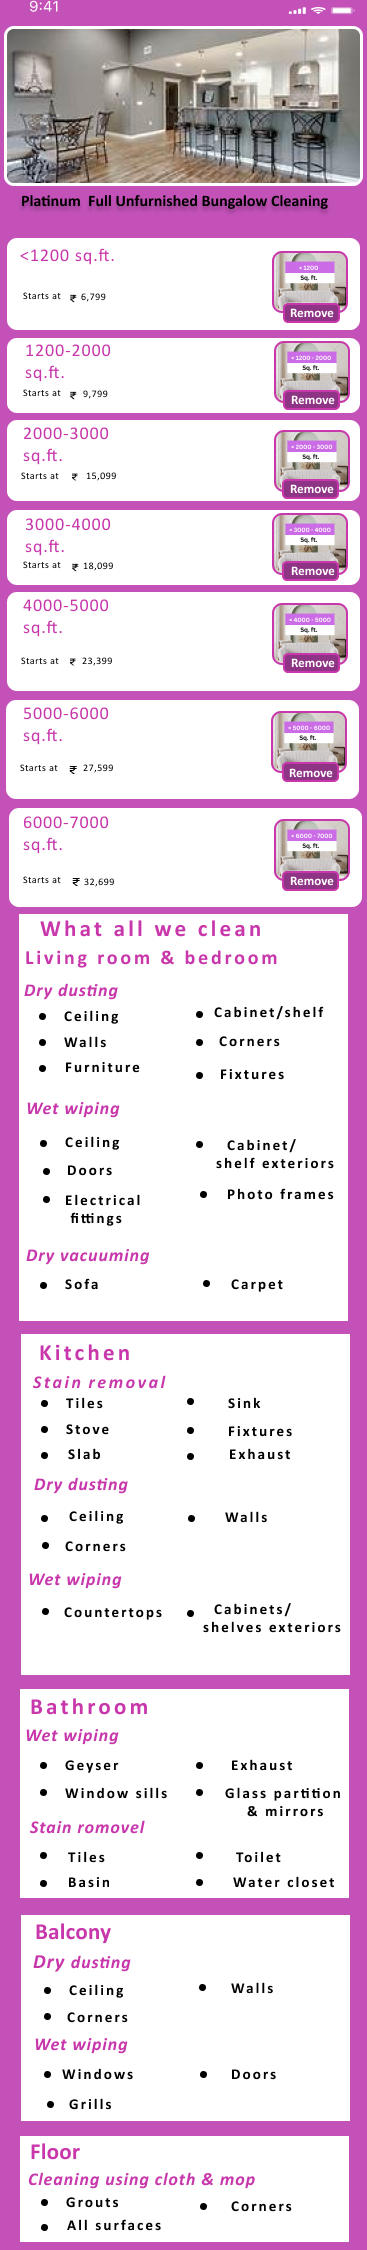 9:41
Platinum Full Unfurnished Bungalow Cleaning
<1200 sq.ft.
Starts at ₹ 6,799
<1200
Sq. ft.
Remove
1200-2000
sq.ft.
Starts at ₹ 9,799
<1200 - 2000
Sq. ft.
Remove
2000-3000
sq.ft.
Starts at ₹ 15,099
<2000 - 3000
Sq. ft.
Remove
3000-4000
sq.ft.
Starts at ₹ 18,099
<3000 - 4000
Sq. ft.
Remove
4000-5000
sq.ft.
Starts at ₹ 23,399
<4000 - 5000
Sq. ft.
Remove
5000-6000
sq.ft.
Starts at ₹ 27,599
<5000 - 6000
Sq. ft.
Remove
6000-7000
sq.ft.
Starts at ₹ 32,699
<6000 - 7000
Sq. ft.
Remove
What all we clean
Living room & bedroom
Dry dusting
• Ceiling • Cabinet/shelf
• Walls • Corners
• Furniture • Fixtures
Wet wiping
• Ceiling • Cabinet/
shelf exteriors
• Doors
• Electrical • Photo frames
fittings
Dry vacuuming
• Sofa • Carpet
Kitchen
Stain removal
• Tiles • Sink
• Stove • Fixtures
• Slab • Exhaust
Dry dusting
• Ceiling • Walls
• Corners
Wet wiping
• Countertops • Cabinets/
shelves exteriors
Bathroom
Wet wiping
• Geyser • Exhaust
• Window sills • Glass partition
& mirrors
Stain romovel
• Tiles • Toilet
• Basin • Water closet
Balcony
Dry dusting
• Ceiling • Walls
• Corners
Wet wiping
• Windows • Doors
• Grills
Floor
Cleaning using cloth & mop
• Grouts • Corners
• All surfaces